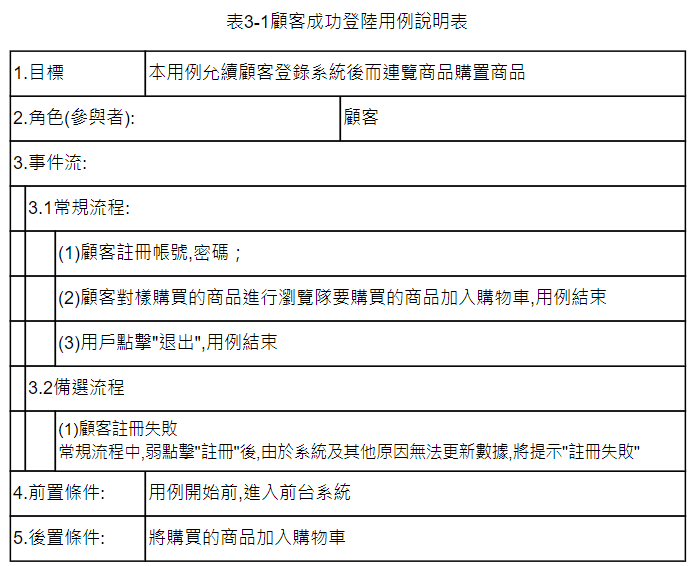 表3-1顧客成功登陸用例說明表
1.目標
本用例允續顧客登錄系統後而連覽商品購置商品
2.角色(參與者):
顧客
3.事件流:
3.1常規流程:
(1)顧客註冊帳號,密碼；
(2)顧客對樣購買的商品進行瀏覽隊要購買的商品加入購物車,用例結束
(3)用戶點擊"退出",用例結束
3.2備選流程
(1)顧客註冊失敗
常規流程中,弱點擊"註冊"後,由於系統及其他原因無法更新數據,將提示"註冊失敗"
4.前置條件:
用例開始前,進入前台系統
5.後置條件:
將購買的商品加入購物車